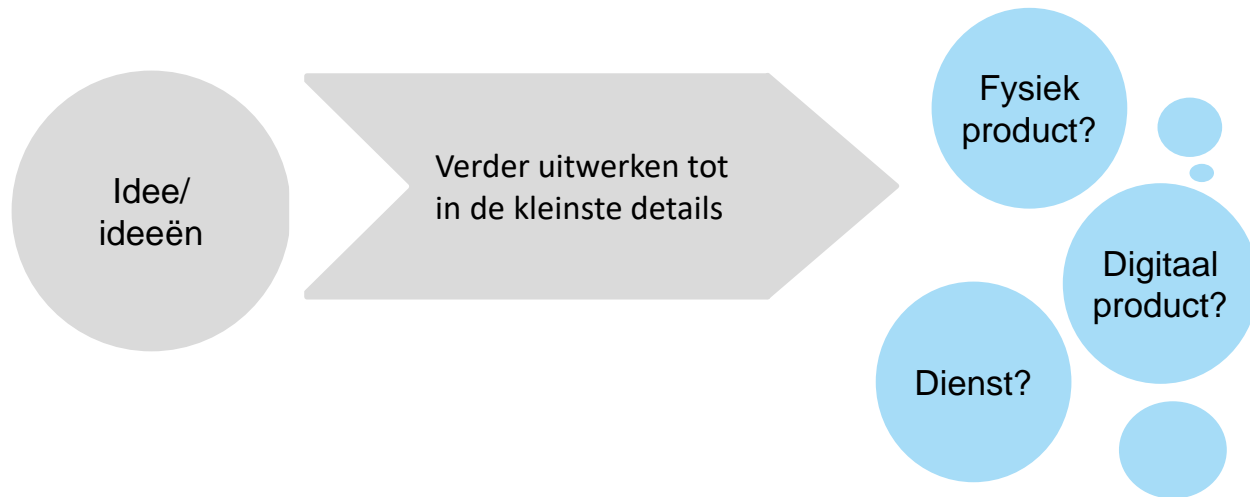 Idee/
ideeën
Verder uitwerken tot
in de kleinste details
Fysiek
product?
Digitaal
product?
Dienst?